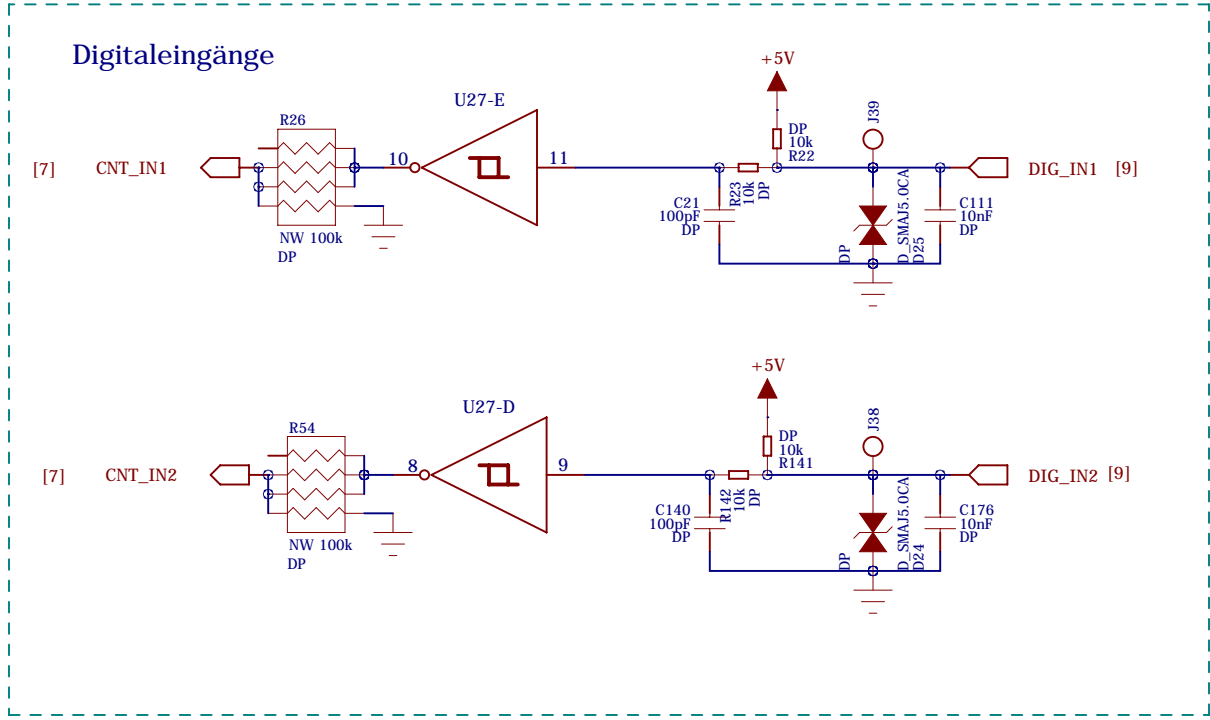 Digitaleingänge
+5V
U27-E
J39
R26
DP
10k
R22
10
11
[7]
CNT_IN1
DIG_IN1
[9]
R23
10k
DP
C21
100pF
DP
DP
D_SMAJ5.0CA
D25
C111
10nF
DP
NW 100k
DP
+5V
U27-D
J38
R54
DP
10k
R141
8
9
[7]
CNT_IN2
DIG_IN2
[9]
R142
10k
DP
C140
100pF
DP
DP
D_SMAJ5.0CA
D24
C176
10nF
DP
NW 100k
DP